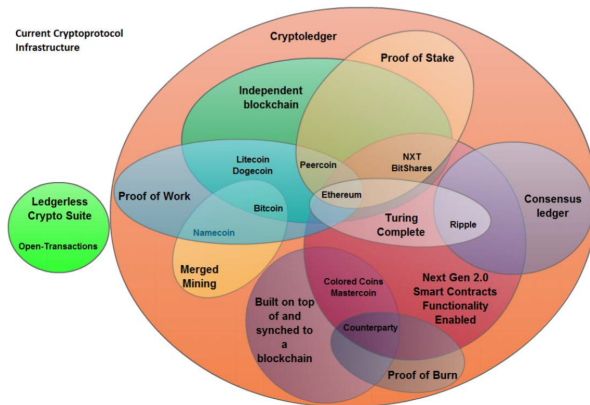 Current Cryptoprotocol
Infrastructure
Cryptoledger
Proof of Stake
Independent
blockchain
Litecoin
Dogecoin
Peercoin
NXT
BitShares
Ledgerless
Crypto Suite
Open-Transactions
Proof of Work
Bitcoin
Ethereum
Turing
Complete
Ripple
Consensus
ledger
Namecoin
Merged
Mining
Built on top
of and
synched to
a
blockchain
Colored Coins
Mastercoin
Counterparty
Next Gen 2.0
Smart Contracts
Functionality
Enabled
Proof of Burn